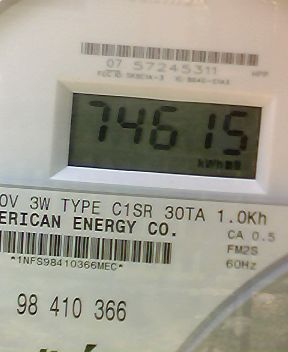 07 57245311
74615
kWh
0V 3W TYPE C1SR 30TA 1.0Kh
ERICAN ENERGY CO.
CA 0.5
FM2S
60Hz
*1NFS98410366MEC*
98 410 366